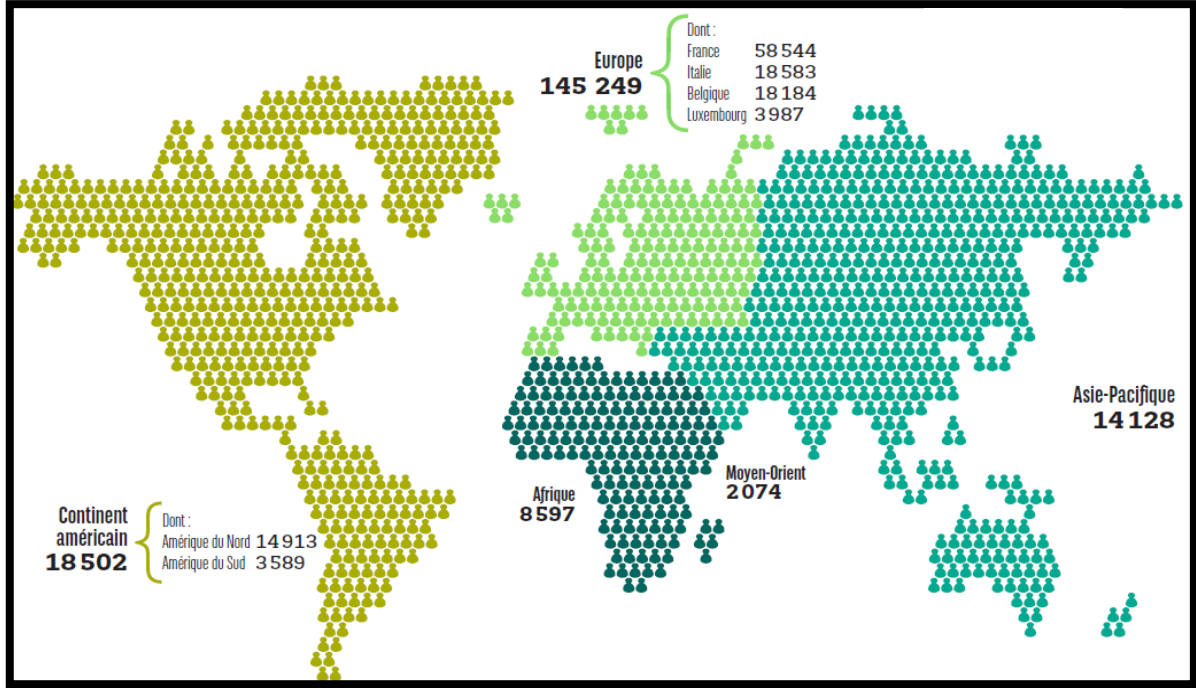 Europe
145 249
Dont :
France 58 544
Italie 18 583
Belgique 18 184
Luxembourg 3 987
Asie-Pacifique
14 128
Moyen-Orient
2 074
Afrique
8 597
Continent
américain
18 502
Dont :
Amérique du Nord 14 913
Amérique du Sud 3 589